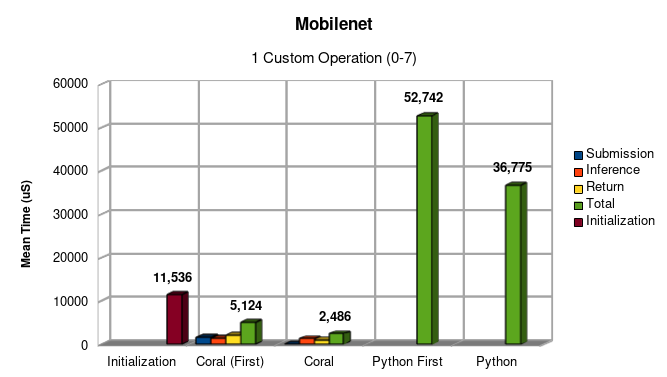 Mobilenet
1 Custom Operation (0-7)
Mean Time (uS)
60000
50000
40000
30000
20000
10000
0
11,536
5,124
2,486
52,742
36,775
Initialization
Coral (First)
Coral
Python First
Python
Submission
Inference
Return
Total
Initialization